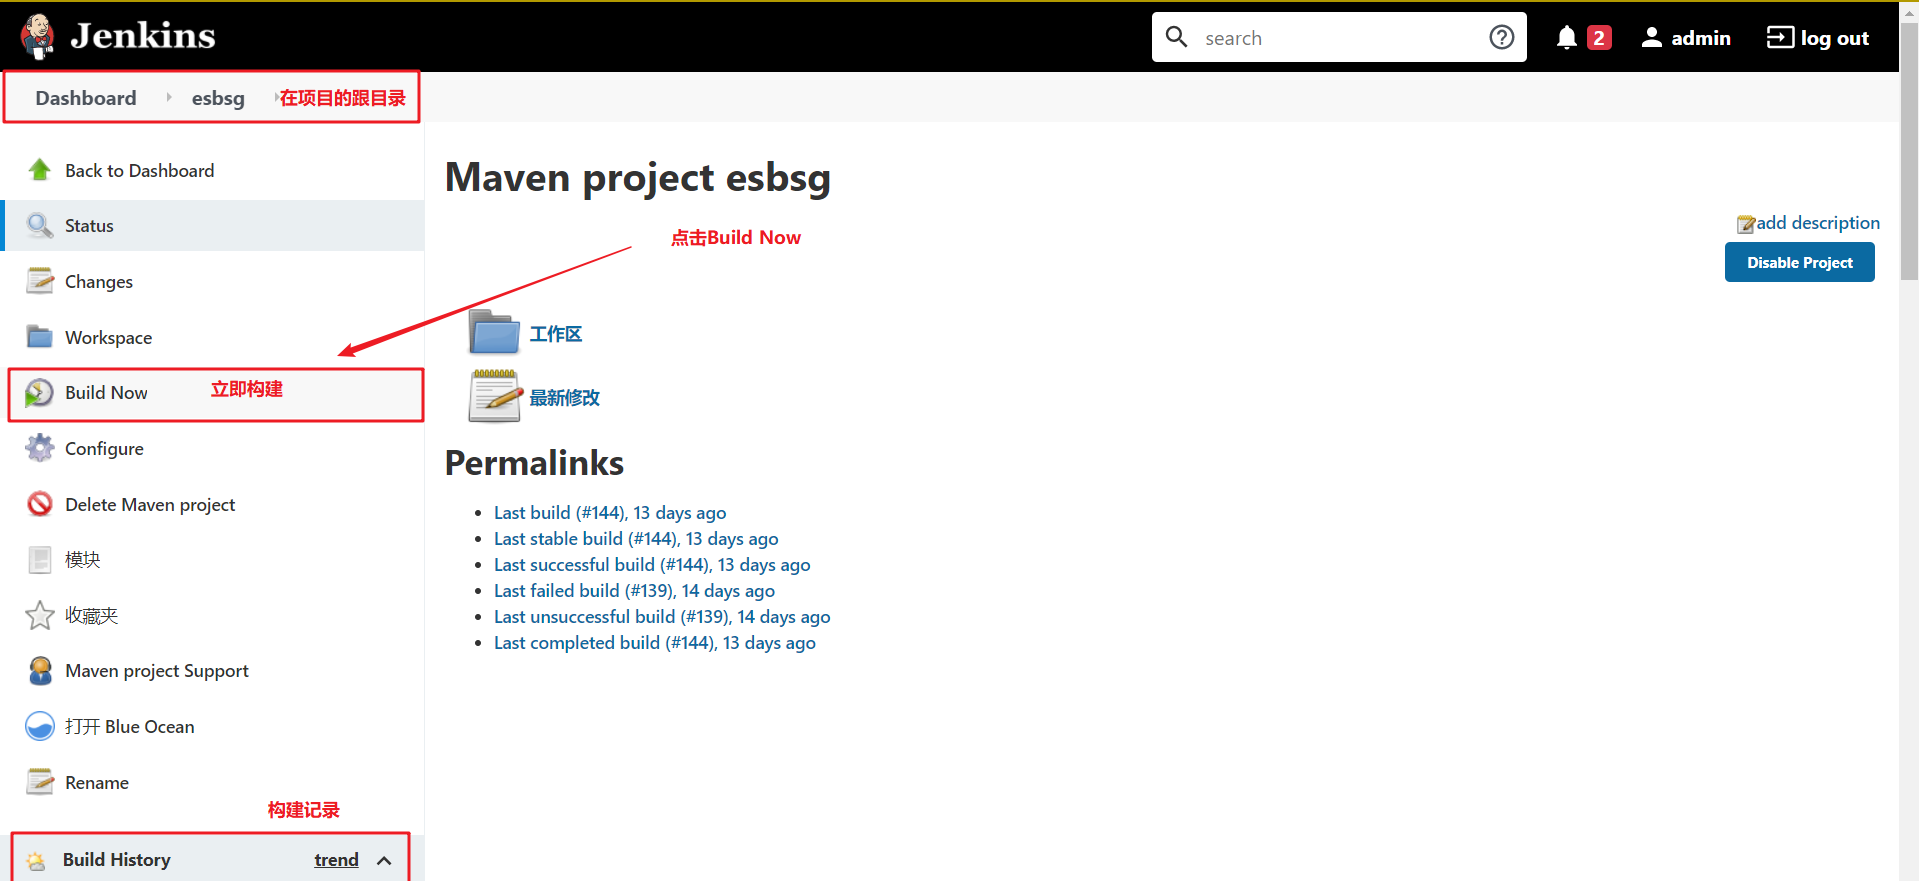 Jenkins
search
2
admin
log out
Dashboard
esbsg
在项目的跟目录
Back to Dashboard
Status
Changes
Workspace
Build Now
立即构建
Configure
Delete Maven project
模块
收藏夹
Maven project Support
打开 Blue Ocean
Rename
构建记录
Build History
trend
Maven project esbsg
点击Build Now
add description
Disable Project
工作区
最新修改
Permalinks
Last build (#144), 13 days ago
Last stable build (#144), 13 days ago
Last successful build (#144), 13 days ago
Last failed build (#139), 14 days ago
Last unsuccessful build (#139), 14 days ago
Last completed build (#144), 13 days ago